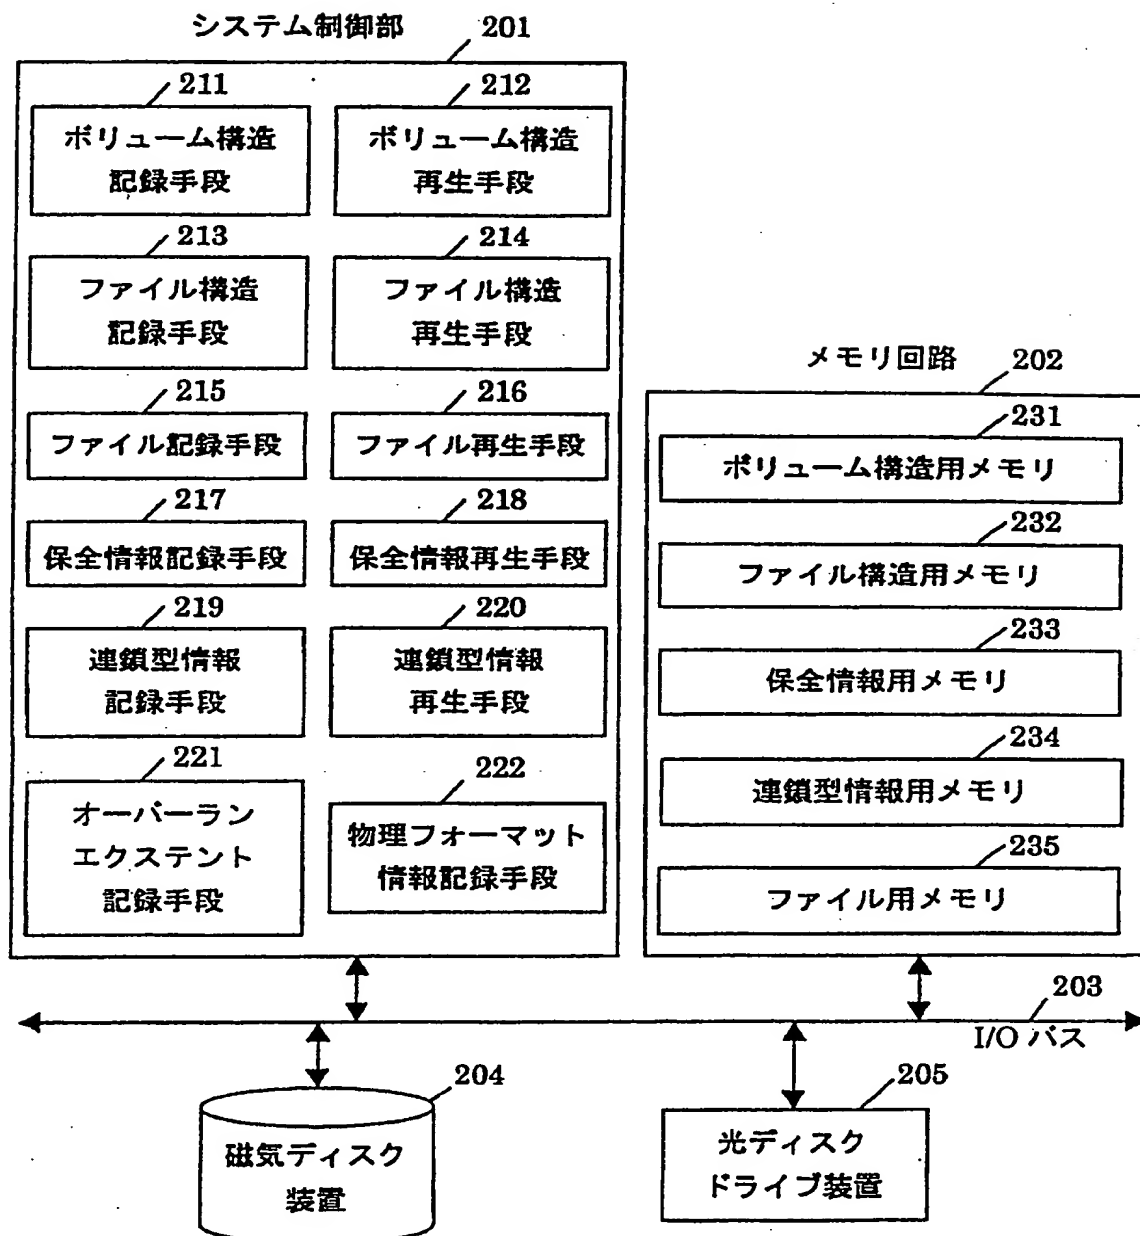 システム制御部 201
211 212
ボリューム構造
記録手段
ボリューム構造
再生手段
213 214
ファイル構造
記録手段
ファイル構造
再生手段
215 216
ファイル記録手段
ファイル再生手段
217 218
保全情報記録手段
保全情報再生手段
219 220
連鎖型情報
記録手段
連鎖型情報
再生手段
221 222
オーバーラン
エクステント
記録手段
物理フォーマット
情報記録手段
メモリ回路 202
231
ボリューム構造用メモリ
232
ファイル構造用メモリ
233
保全情報用メモリ
234
連鎖型情報用メモリ
235
ファイル用メモリ
203
I/O バス
204
磁気ディスク
装置
205
光ディスク
ドライブ装置